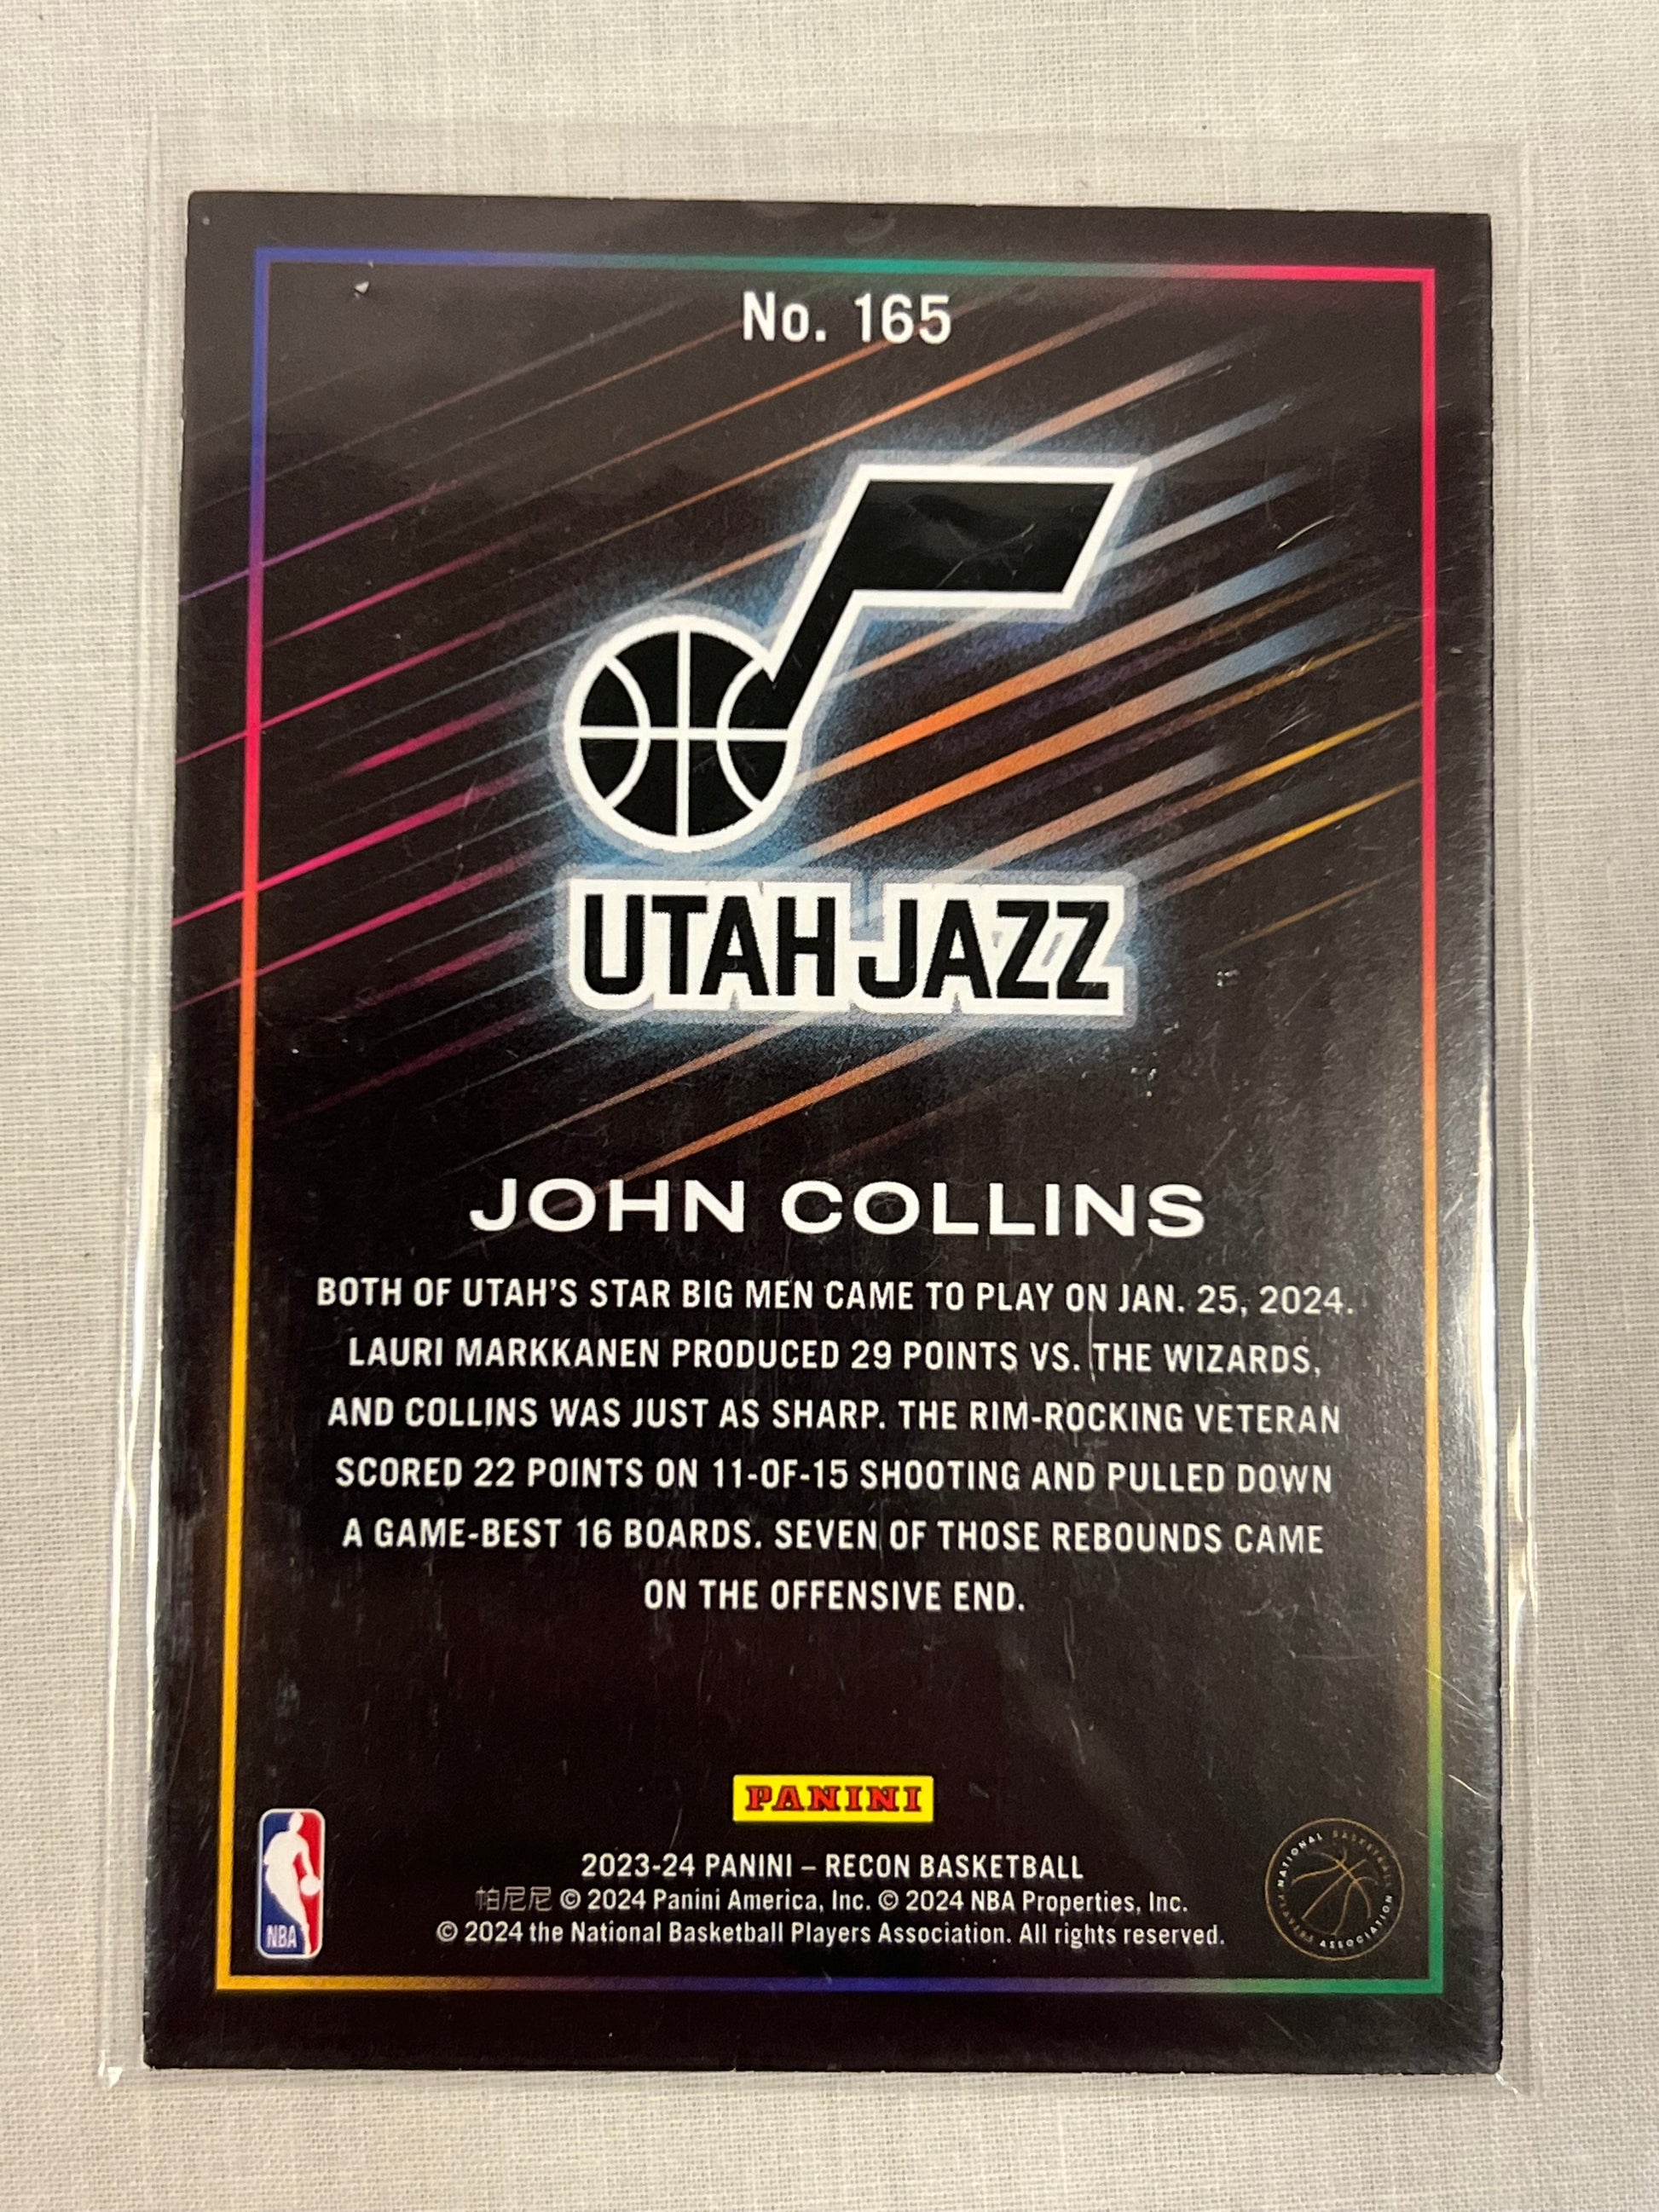 No. 165
UTAH JAZZ
JOHN COLLINS
BOTH OF UTAH'S STAR BIG MEN CAME TO PLAY ON JAN. 25, 2024.
LAURI MARKKANEN PRODUCED 29 POINTS VS. THE WIZARDS,
AND COLLINS WAS JUST AS SHARP. THE RIM-ROCKING VETERAN
SCORED 22 POINTS ON 11-OF-15 SHOOTING AND PULLED DOWN
A GAME-BEST 16 BOARDS. SEVEN OF THOSE REBOUNDS CAME
ON THE OFFENSIVE END.
PANINI
2023-24 PANINI – RECON BASKETBALL
帕尼尼 © 2024 Panini America, Inc. © 2024 NBA Properties, Inc.
© 2024 the National Basketball Players Association. All rights reserved.
NBA
NATIONAL BASKETBALL PLAYERS ASSOCIATION